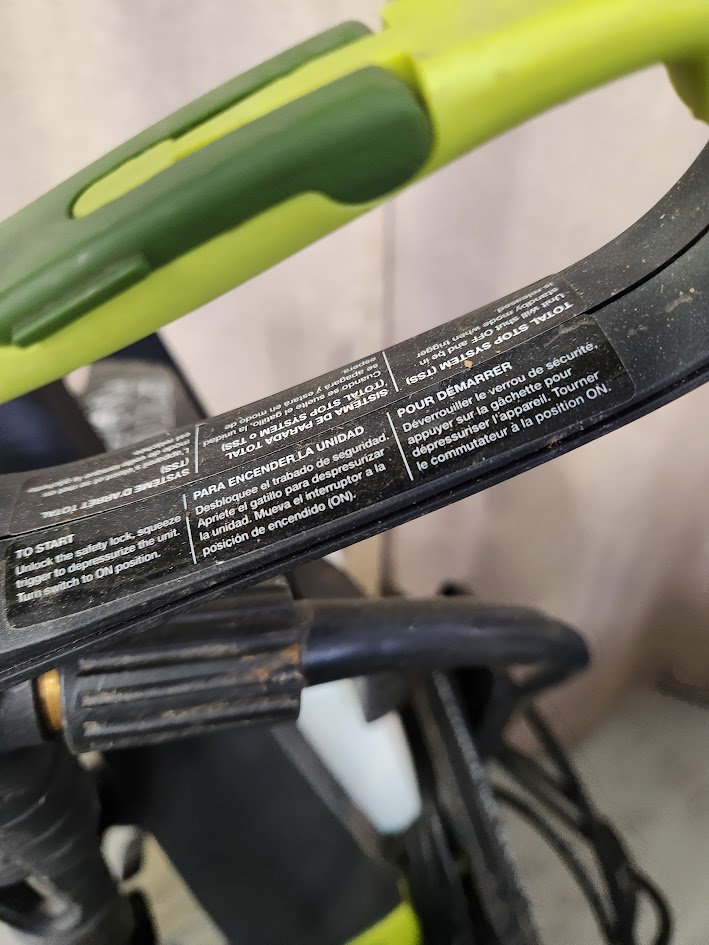 TO START
Unlock the safety lock, squeeze
trigger to depressurize the unit.
Turn switch to ON position.
PARA ENCENDER LA UNIDAD
Desbloquee el trabado de seguridad.
Apriete el gatillo para despresurizar
la unidad. Mueva el interruptor a la
posición de encendido (ON).
POUR DÉMARRER
Déverrouiller le verrou de sécurité,
appuyer sur la gâchette pour
dépressuriser l'appareil. Tourner
le commutateur à la position ON.
TOTAL STOP SYSTEM (TSS)
Unit will shut OFF and be in
standby mode when trigger
is released.
SISTEMA DE PARADA TOTAL
(TOTAL STOP SYSTEM o TSS)
Cuando se suelte el gatillo la unidad
se apagará y estará en modo de
espera.
SYSTÈME D'ARRÊT TOTAL
(TSS)